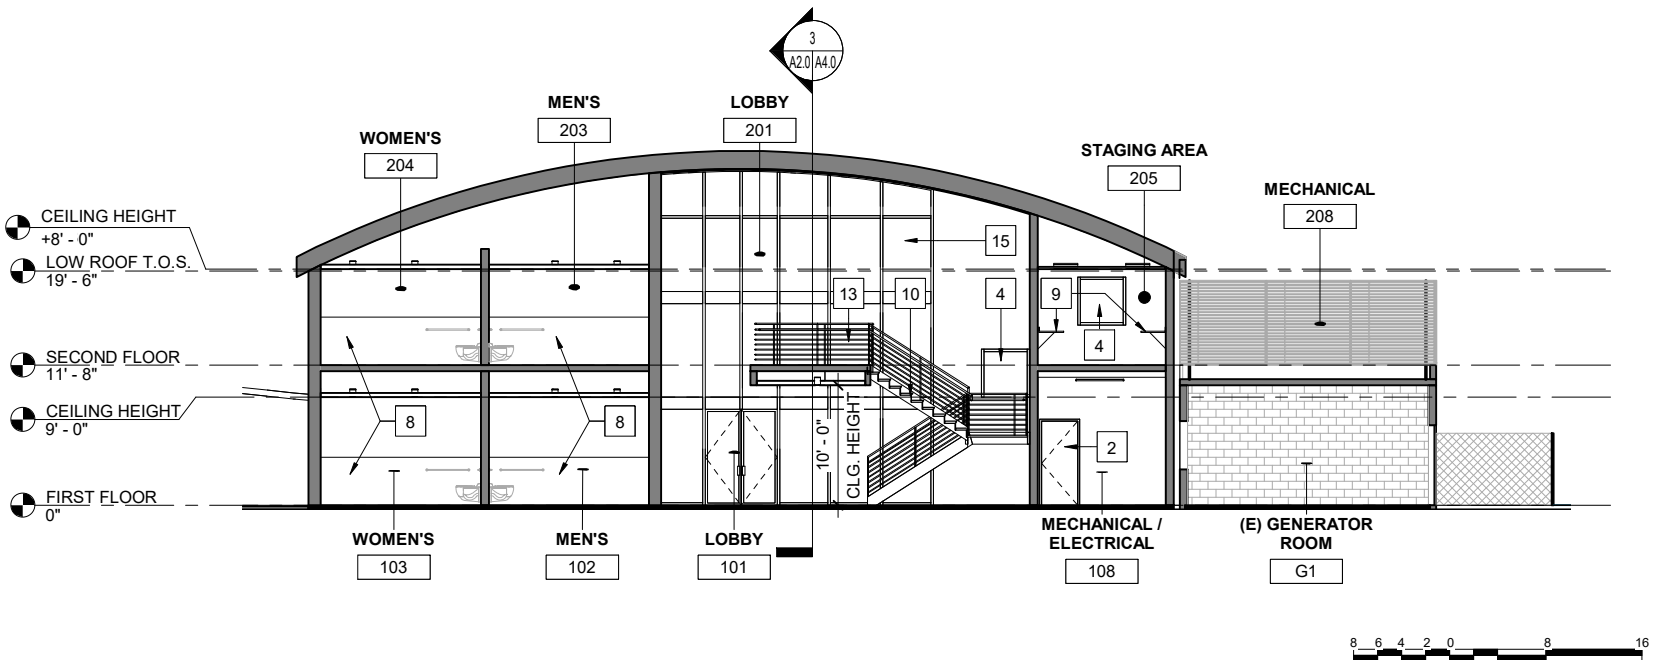 3
A2.0 A4.0
MEN'S
203
LOBBY
201
WOMEN'S
204
STAGING AREA
205
MECHANICAL
208
CEILING HEIGHT
+8' - 0"
LOW ROOF T.O.S.
19' - 6"
15
13
10
4
9
4
SECOND FLOOR
11' - 8"
CEILING HEIGHT
9' - 0"
8
8
10' - 0"
CLG. HEIGHT
2
FIRST FLOOR
0"
WOMEN'S
103
MEN'S
102
LOBBY
101
MECHANICAL /
ELECTRICAL
108
(E) GENERATOR
ROOM
G1
8 6 4 2 0 8 16